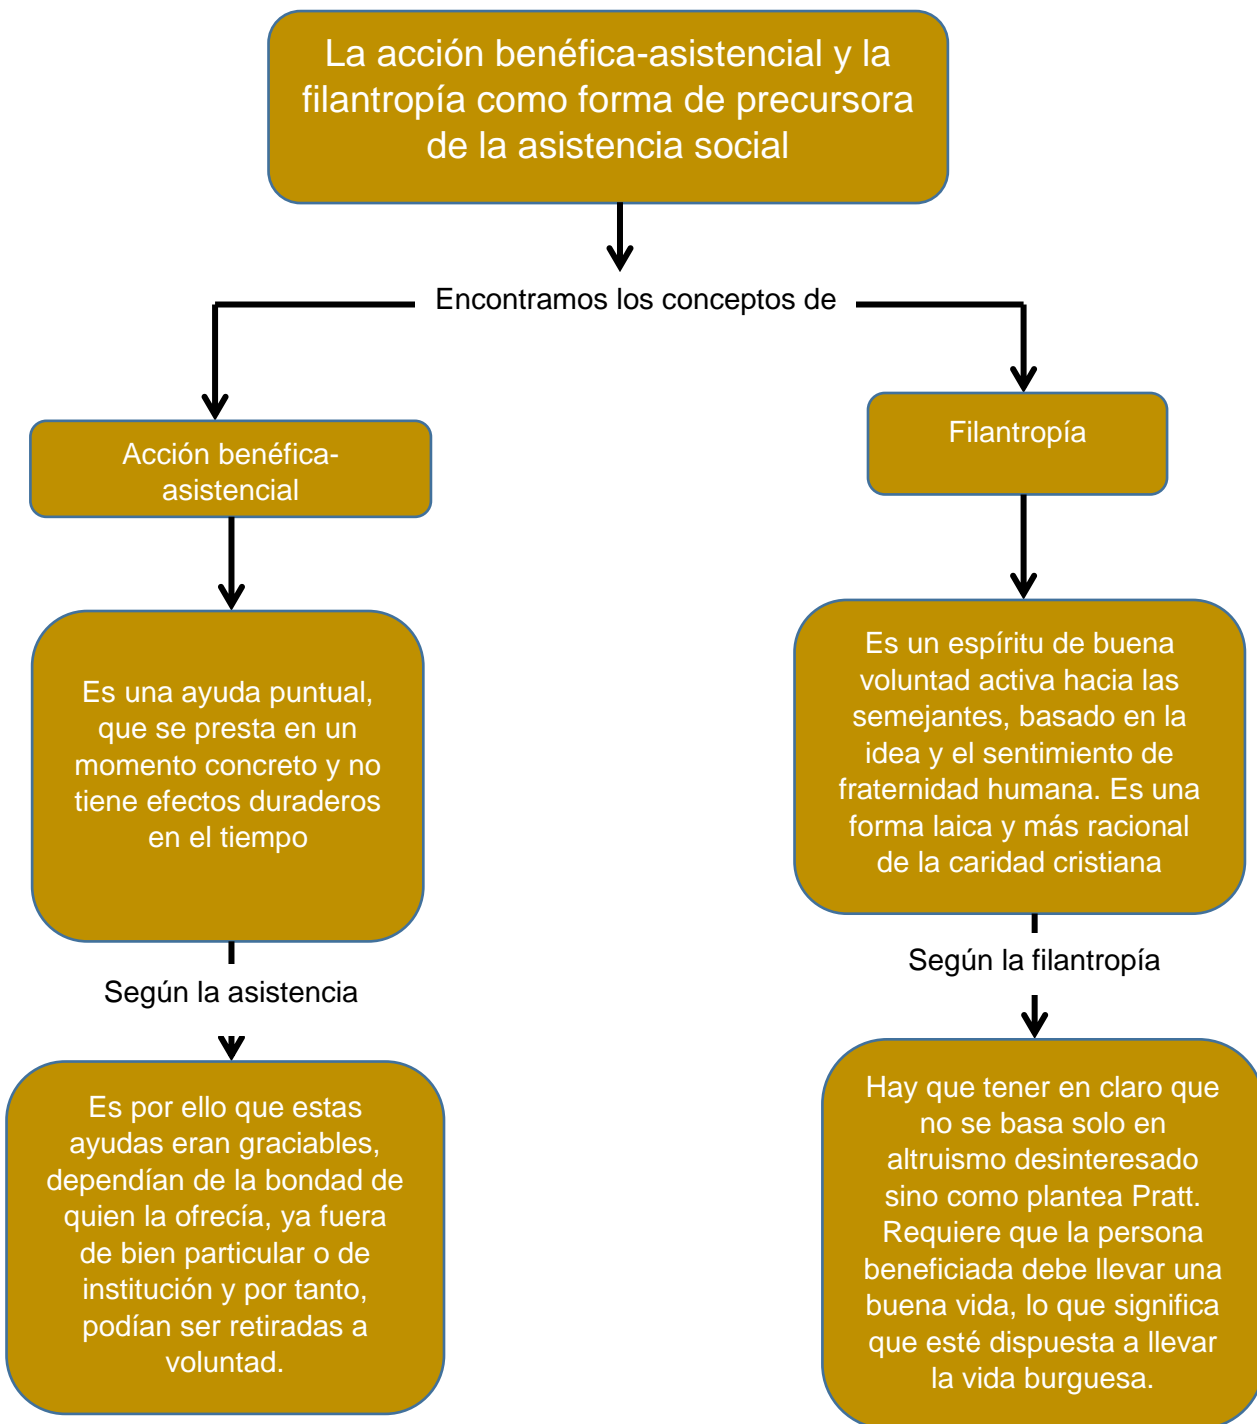 La acción benéfica-asistencial y la
filantropía como forma de precursora
de la asistencia social
Encontramos los conceptos de
Acción benéfica-
asistencial
Filantropía
Es una ayuda puntual,
que se presta en un
momento concreto y no
tiene efectos duraderos
en el tiempo
Es un espíritu de buena
voluntad activa hacia las
semejantes, basado en la
idea y el sentimiento de
fraternidad humana. Es una
forma laica y más racional
de la caridad cristiana
Según la asistencia
Según la filantropía
Es por ello que estas
ayudas eran graciables,
dependían de la bondad de
quien la ofrecía, ya fuera
de bien particular o de
institución y por tanto,
podían ser retiradas a
voluntad.
Hay que tener en claro que
no se basa solo en
altruismo desinteresado
sino como plantea Pratt.
Requiere que la persona
beneficiada debe llevar una
buena vida, lo que significa
que esté dispuesta a llevar
la vida burguesa.